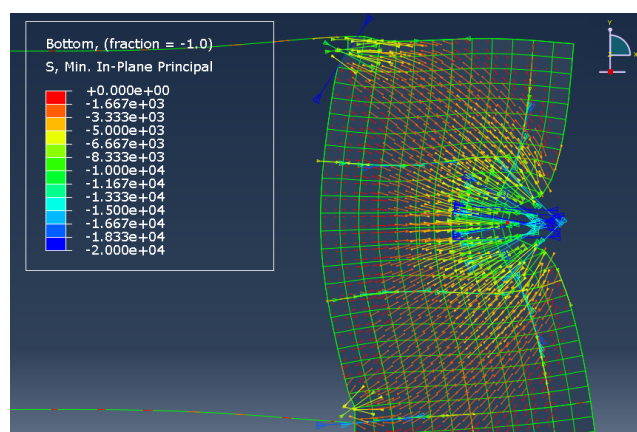 Bottom, (fraction = -1.0)
S, Min. In-Plane Principal
+0.000e+00
-1.667e+03
-3.333e+03
-5.000e+03
-6.667e+03
-8.333e+03
-1.000e+04
-1.167e+04
-1.333e+04
-1.500e+04
-1.667e+04
-1.833e+04
-2.000e+04
Y
X